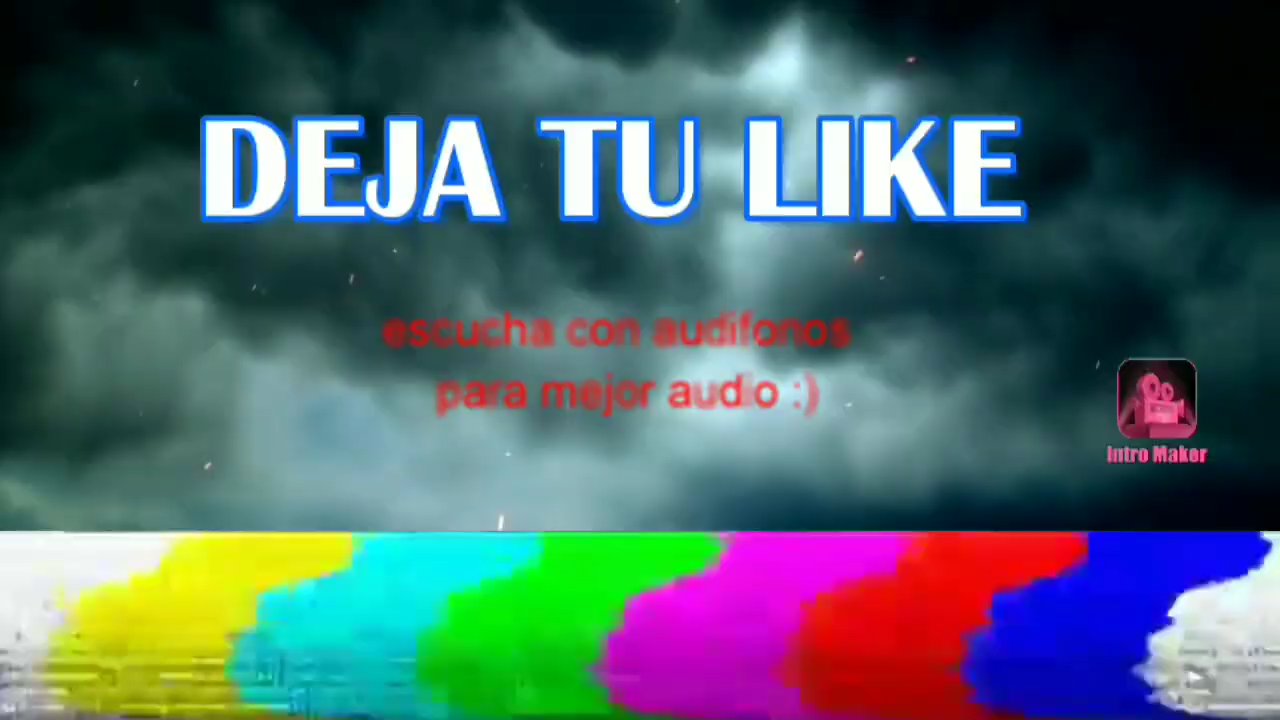 DEJA TU LIKE
escucha con audifonos
para mejor audio :)
Intro Maker